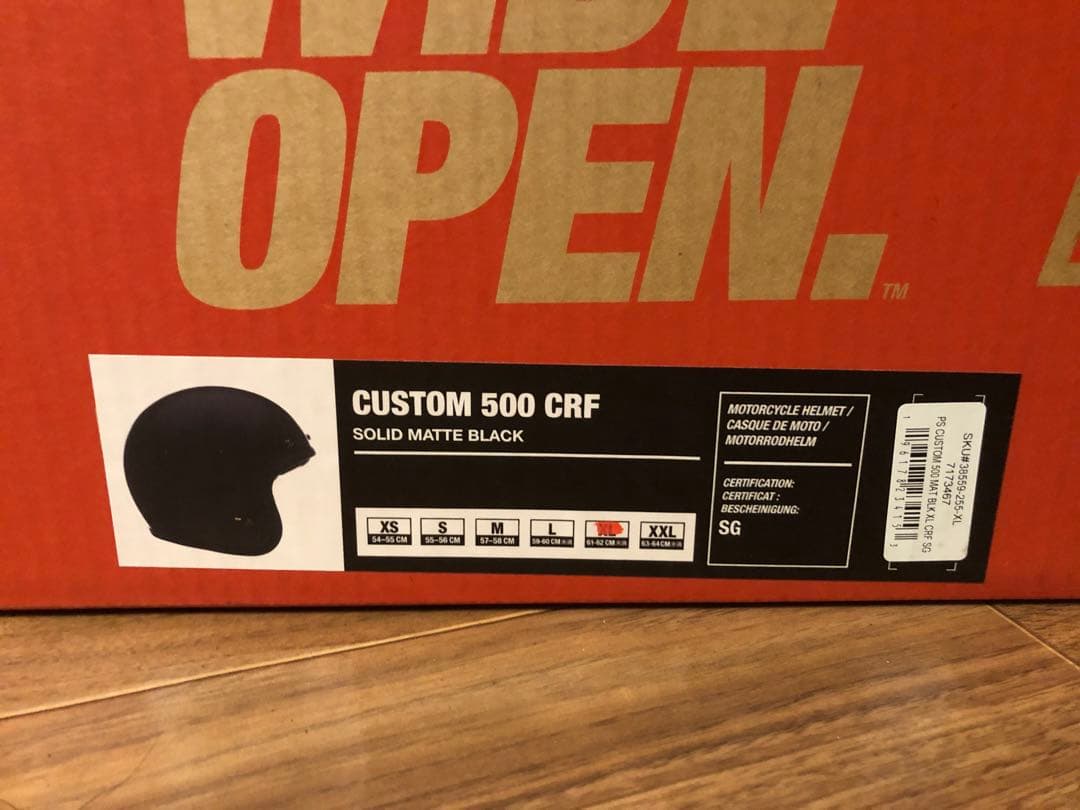 WIDE
OPEN.™
CUSTOM 500 CRF
SOLID MATTE BLACK
XS
54-55 CM
S
55-56 CM
M
57-58 CM
L
59-60 CM
XL
61-62 CM
XXL
63-64 CM
MOTORCYCLE HELMET /
CASQUE DE MOTO /
MOTORRODHELM
CERTIFICATION:
CERTIFICAT :
BESCHEINIGUNG:
SG
SKU#38559-255-XL
7173467
PS CUSTOM 500 MAT BLK XL CRF SG